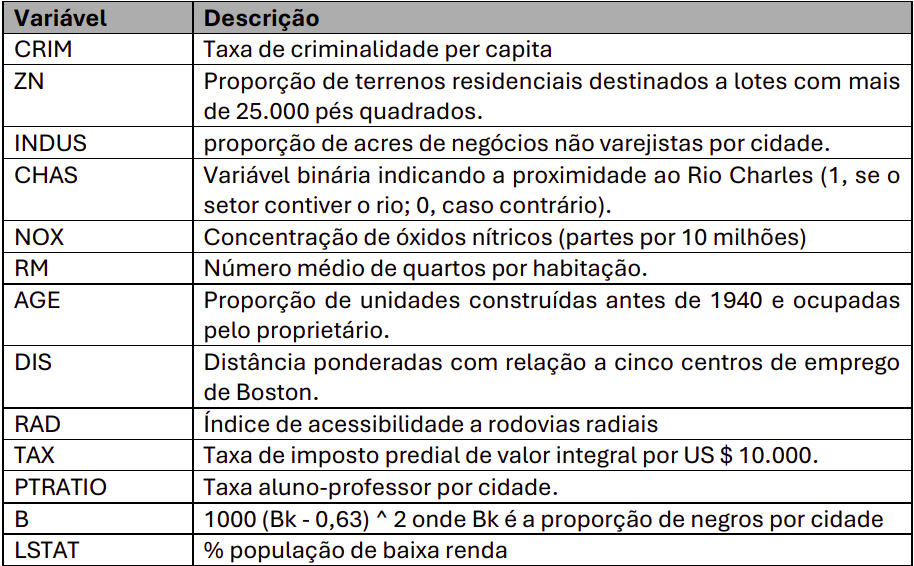 Variável Descrição
CRIM Taxa de criminalidade per capita
ZN Proporção de terrenos residenciais destinados a lotes com mais
de 25.000 pés quadrados.
INDUS proporção de acres de negócios não varejistas por cidade.
CHAS Variável binária indicando a proximidade ao Rio Charles (1, se o
setor contiver o rio; 0, caso contrário).
NOX Concentração de óxidos nítricos (partes por 10 milhões)
RM Número médio de quartos por habitação.
AGE Proporção de unidades construídas antes de 1940 e ocupadas
pelo proprietário.
DIS Distância ponderadas com relação a cinco centros de emprego
de Boston.
RAD Índice de acessibilidade a rodovias radiais
TAX Taxa de imposto predial de valor integral por US $ 10.000.
PTRATIO Taxa aluno-professor por cidade.
B 1000 (Bk - 0,63) ^ 2 onde Bk é a proporção de negros por cidade
LSTAT % população de baixa renda